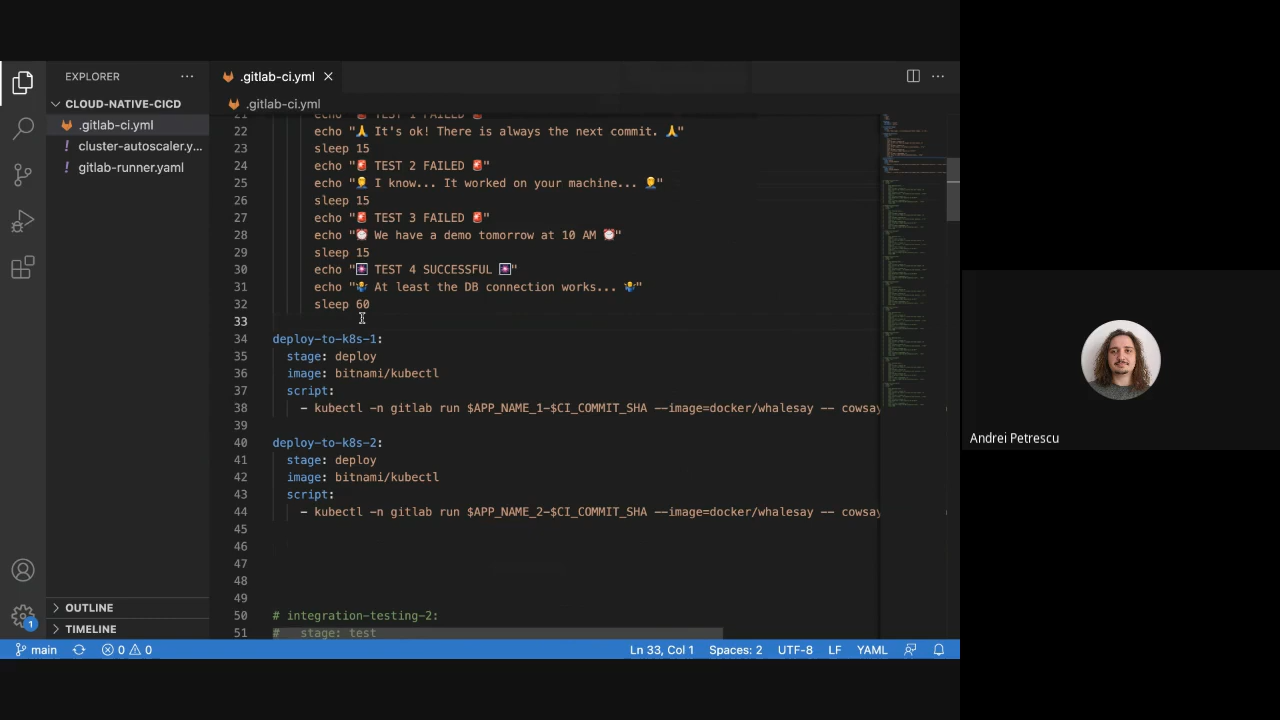 EXPLORER
CLOUD-NATIVE-CICD
.gitlab-ci.yml
cluster-autoscaler.y...
gitlab-runner.yaml
OUTLINE
TIMELINE
.gitlab-ci.yml
.gitlab-ci.yml
21 echo "🚨 TEST 1 FAILED 🚨"
22 echo "🙏 It's ok! There is always the next commit. 🙏"
23 sleep 15
24 echo "🚨 TEST 2 FAILED 🚨"
25 echo "🤦‍♂️ I know... It worked on your machine... 🤦‍♂️"
26 sleep 15
27 echo "🚨 TEST 3 FAILED 🚨"
28 echo "⏰ We have a demo tomorrow at 10 AM ⏰"
29 sleep 15
30 echo "🎆 TEST 4 SUCCESSFUL 🎆"
31 echo "🤷‍♂️ At least the DB connection works... 🤷‍♂️"
32 sleep 60
33
34 deploy-to-k8s-1:
35 stage: deploy
36 image: bitnami/kubectl
37 script:
38 - kubectl -n gitlab run $APP_NAME_1-$CI_COMMIT_SHA --image=docker/whalesay -- cowsay
39
40 deploy-to-k8s-2:
41 stage: deploy
42 image: bitnami/kubectl
43 script:
44 - kubectl -n gitlab run $APP_NAME_2-$CI_COMMIT_SHA --image=docker/whalesay -- cowsay
45
46
47
48
49
50 # integration-testing-2:
51 # stage: test
1
main
0 0
Ln 33, Col 1
Spaces: 2
UTF-8
LF
YAML
Andrei Petrescu